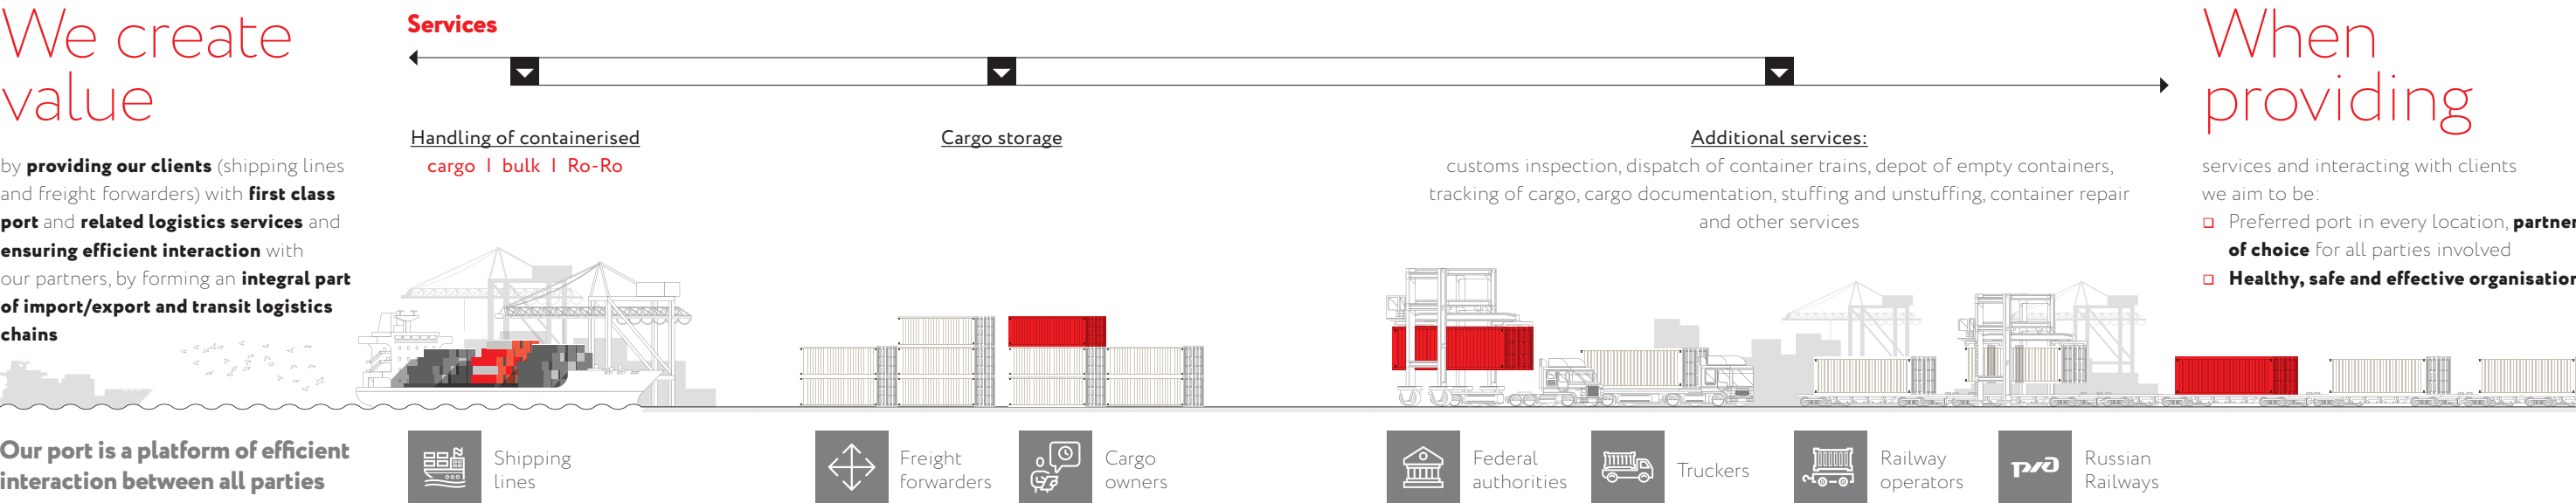 We create
value
by providing our clients (shipping lines
and freight forwarders) with first class
port and related logistics services and
ensuring efficient interaction with
our partners, by forming an integral part
of import/export and transit logistics
chains
Our port is a platform of efficient
interaction between all parties
Services
Handling of containerised
cargo | bulk | Ro-Ro
Cargo storage
Additional services:
customs inspection, dispatch of container trains, depot of empty containers,
tracking of cargo, cargo documentation, stuffing and unstuffing, container repair
and other services
Shipping
lines
Freight
forwarders
Cargo
owners
Federal
authorities
Truckers
Railway
operators
Russian
Railways
When
providing
services and interacting with clients
we aim to be:
Preferred port in every location, partner
of choice for all parties involved
Healthy, safe and effective organisation